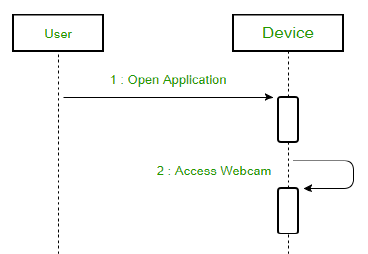 User
Device
1 : Open Application
2 : Access Webcam